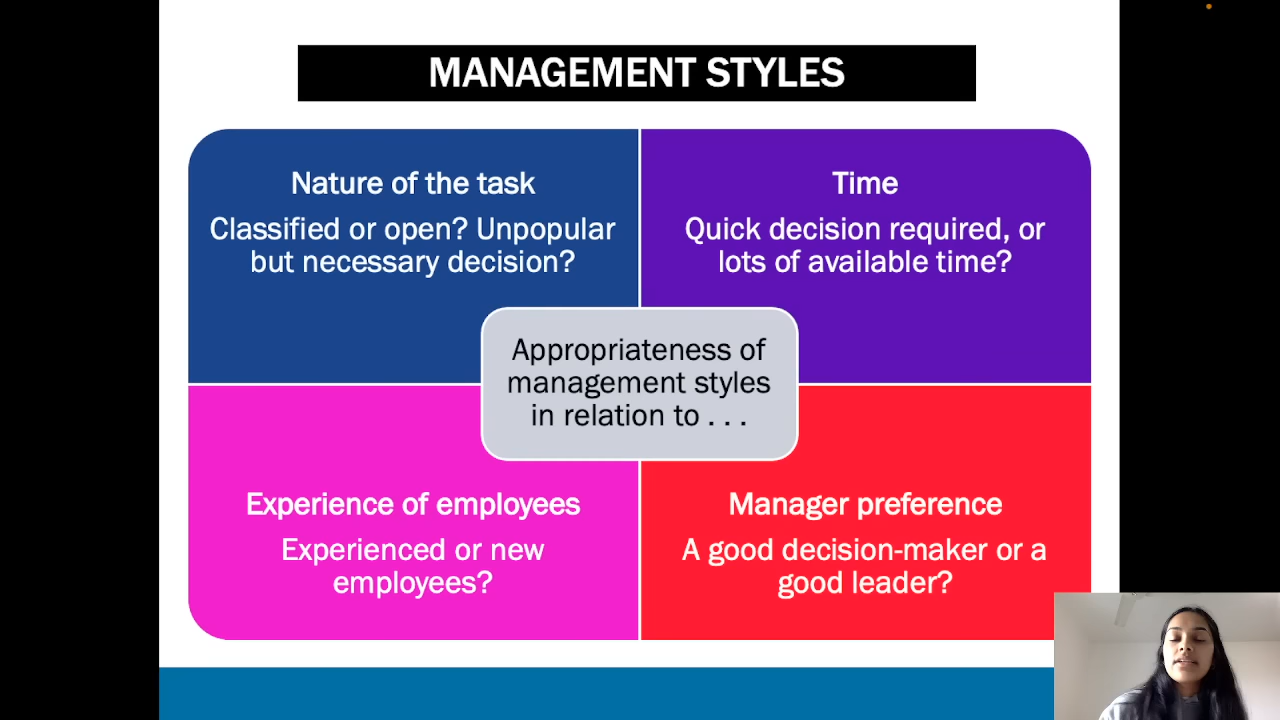 MANAGEMENT STYLES
Nature of the task
Classified or open? Unpopular
but necessary decision?
Time
Quick decision required, or
lots of available time?
Appropriateness of
management styles
in relation to . . .
Experience of employees
Experienced or new
employees?
Manager preference
A good decision-maker or a
good leader?